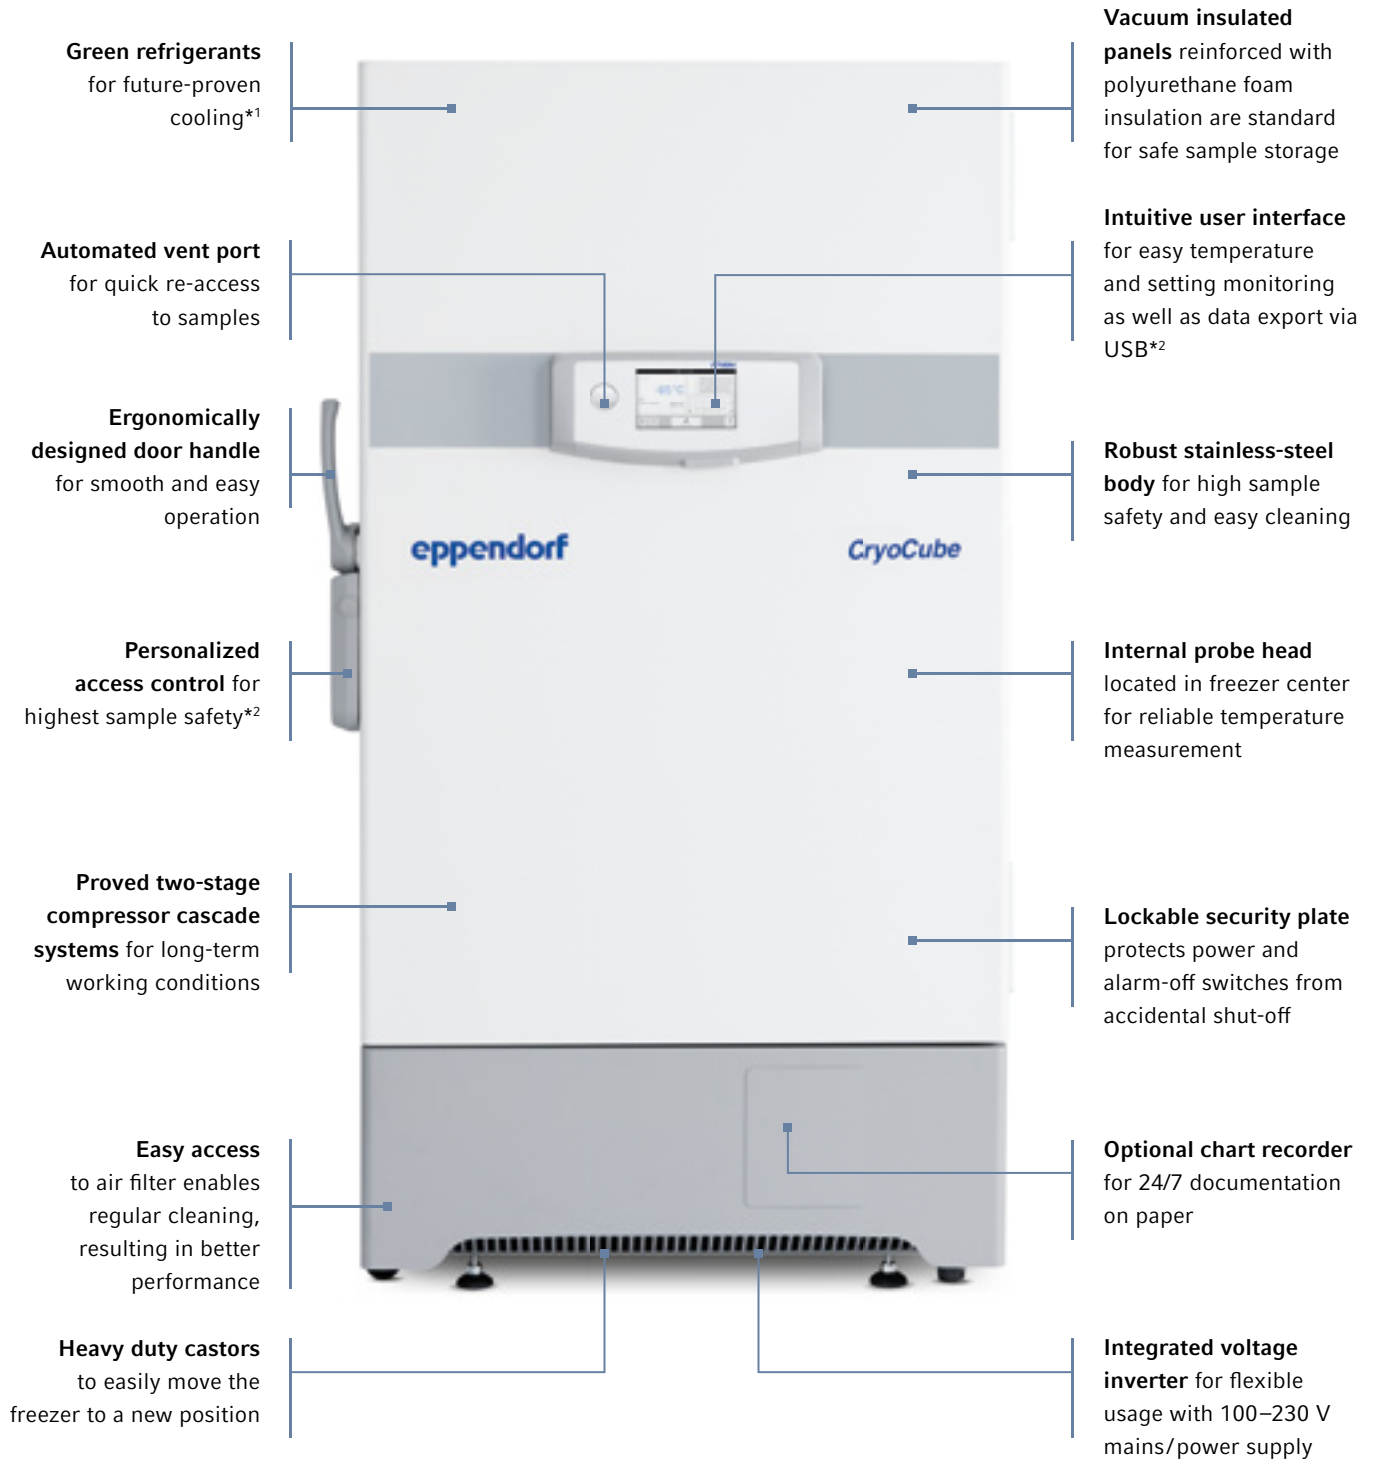 Green refrigerants
for future-proven
cooling*1
Automated vent port
for quick re-access
to samples
Ergonomically
designed door handle
for smooth and easy
operation
Personalized
access control for
highest sample safety*2
Proved two-stage
compressor cascade
systems for long-term
working conditions
Easy access
to air filter enables
regular cleaning,
resulting in better
performance
Heavy duty castors
to easily move the
freezer to a new position
eppendorf
CryoCube
Vacuum insulated
panels reinforced with
polyurethane foam
insulation are standard
for safe sample storage
Intuitive user interface
for easy temperature
and setting monitoring
as well as data export via
USB*2
Robust stainless-steel
body for high sample
safety and easy cleaning
Internal probe head
located in freezer center
for reliable temperature
measurement
Lockable security plate
protects power and
alarm-off switches from
accidental shut-off
Optional chart recorder
for 24/7 documentation
on paper
Integrated voltage
inverter for flexible
usage with 100–230 V
mains/power supply